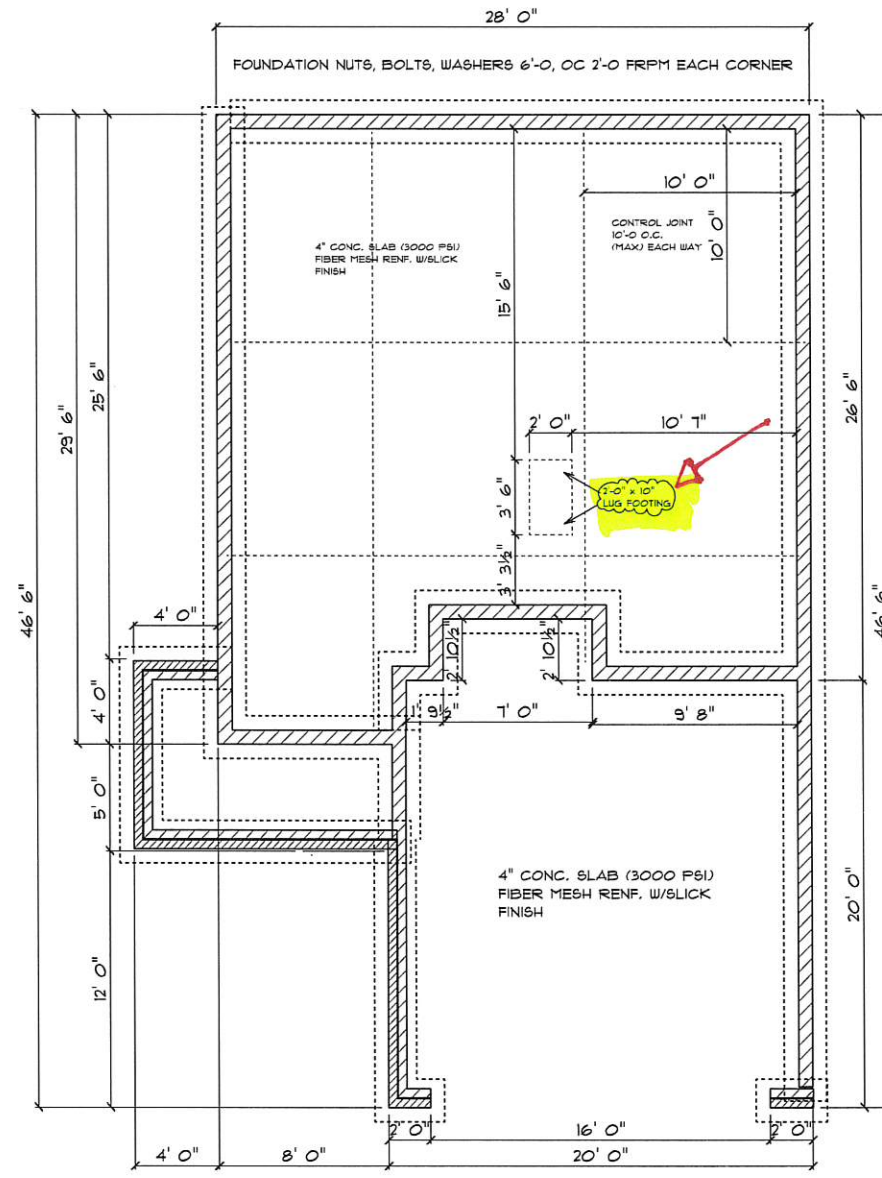 28' 0"
FOUNDATION NUTS, BOLTS, WASHERS 6'-0, OC 2'-0 FRPM EACH CORNER
10' 0"
CONTROL JOINT
10'-0 O.C.
(MAX) EACH WAY
10' 0"
4" CONC. SLAB (3000 PSI)
FIBER MESH RENF. W/SLICK
FINISH
15' 6"
25' 6"
29' 6"
26' 6"
2' 0"
10' 7"
2'-0" x 10"
LUG FOOTING
3' 6"
3' 3½"
46' 6"
46' 6"
4' 0"
2' 10½"
2' 10½"
4' 0"
1' 9½"
7' 0"
9' 8"
5' 0"
4" CONC. SLAB (3000 PSI)
FIBER MESH RENF. W/SLICK
FINISH
20' 0"
12' 0"
2' 0"
16' 0"
2' 0"
4' 0"
8' 0"
20' 0"